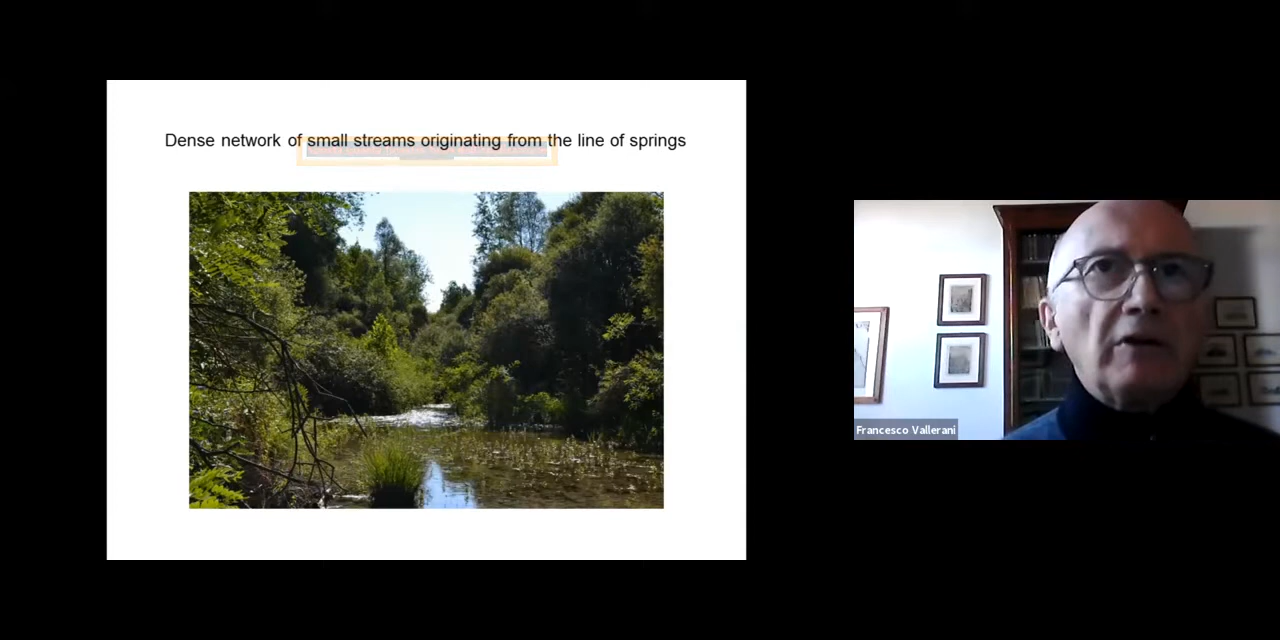 Dense network of small streams originating from the line of springs
Francesco Vallerani